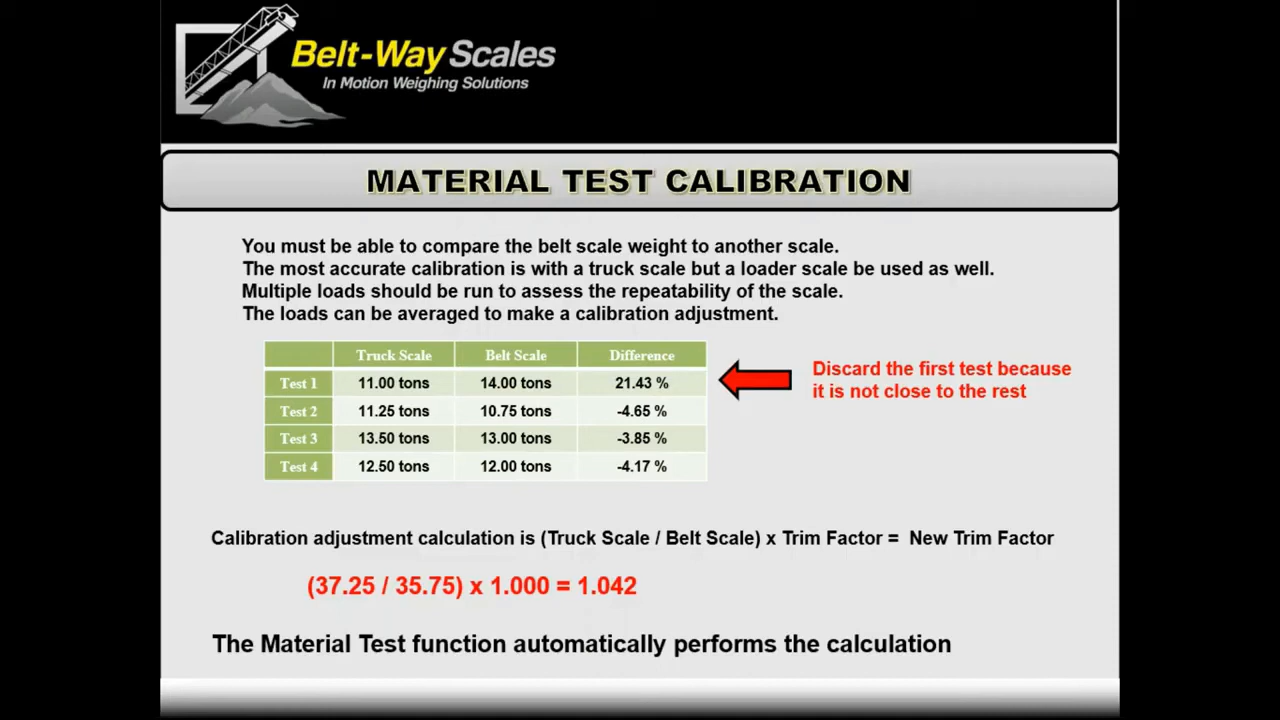 Belt-Way Scales
In Motion Weighing Solutions
MATERIAL TEST CALIBRATION
You must be able to compare the belt scale weight to another scale.
The most accurate calibration is with a truck scale but a loader scale be used as well.
Multiple loads should be run to assess the repeatability of the scale.
The loads can be averaged to make a calibration adjustment.
Truck Scale Belt Scale Difference
Test 1 11.00 tons 14.00 tons 21.43 %
Test 2 11.25 tons 10.75 tons -4.65 %
Test 3 13.50 tons 13.00 tons -3.85 %
Test 4 12.50 tons 12.00 tons -4.17 %
Discard the first test because
it is not close to the rest
Calibration adjustment calculation is (Truck Scale / Belt Scale) x Trim Factor = New Trim Factor
(37.25 / 35.75) x 1.000 = 1.042
The Material Test function automatically performs the calculation